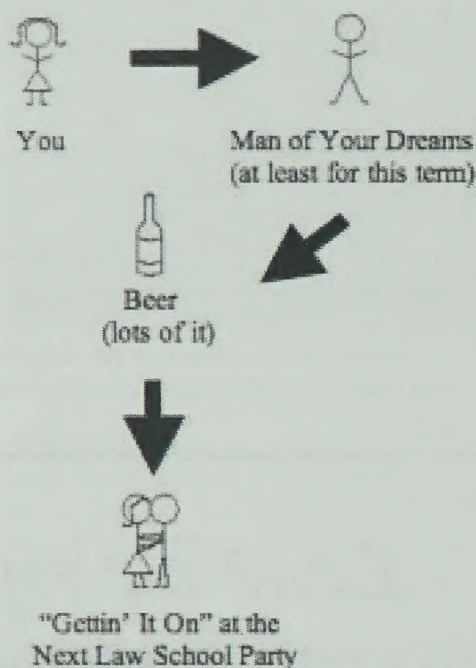 You
Man of Your Dreams
(at least for this term)
Beer
(lots of it)
"Gettin' It On" at the
Next Law School Party